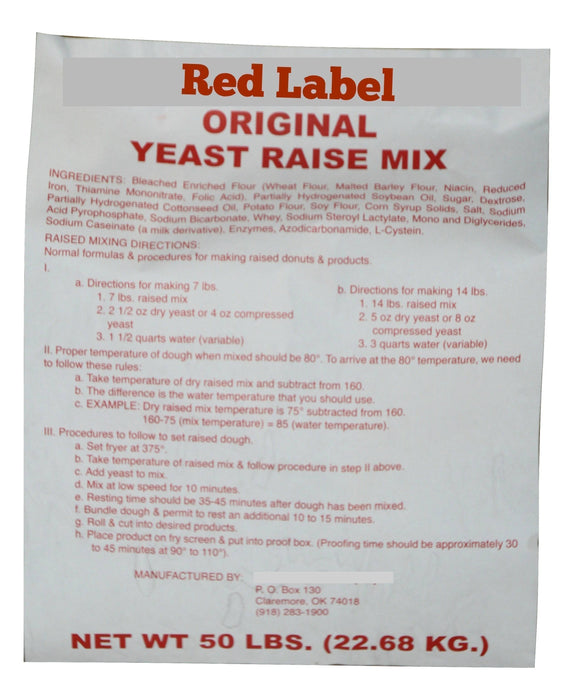 Red Label
ORIGINAL
YEAST RAISE MIX
INGREDIENTS: Bleached Enriched Flour (Wheat Flour, Malted Barley Flour, Niacin, Reduced
Iron, Thiamine Mononitrate, Folic Acid), Partially Hydrogenated Soybean Oil, Sugar, Dextrose,
Partially Hydrogenated Cottonseed Oil, Potato Flour, Soy Flour, Corn Syrup Solids, Salt, Sodium
Acid Pyrophosphate, Sodium Bicarbonate, Whey, Sodium Steroyl Lactylate, Mono and Diglycerides,
Sodium Caseinate (a milk derivative), Enzymes, Azodicarbonamide, L-Cystein.
RAISED MIXING DIRECTIONS:
Normal formulas & procedures for making raised donuts & products.
I.
a. Directions for making 7 lbs.
1. 7 lbs. raised mix
2. 2 1/2 oz dry yeast or 4 oz compressed
yeast
3. 1 1/2 quarts water (variable)
b. Directions for making 14 lbs.
1. 14 lbs. raised mix
2. 5 oz dry yeast or 8 oz
compressed yeast
3. 3 quarts water (variable)
II. Proper temperature of dough when mixed should be 80°. To arrive at the 80° temperature, we need
to follow these rules:
a. Take temperature of dry raised mix and subtract from 160.
b. The difference is the water temperature that you should use.
c. EXAMPLE: Dry raised mix temperature is 75° subtracted from 160.
160-75 (mix temperature) = 85 (water temperature).
III. Procedures to follow to set raised dough.
a. Set fryer at 375°.
b. Take temperature of raised mix & follow procedure in step II above.
c. Add yeast to mix.
d. Mix at low speed for 10 minutes.
e. Resting time should be 35-45 minutes after dough has been mixed.
f. Bundle dough & permit to rest an additional 10 to 15 minutes.
g. Roll & cut into desired products.
h. Place product on fry screen & put into proof box. (Proofing time should be approximately 30
to 45 minutes at 90° to 110°).
MANUFACTURED BY:
P. O. Box 130
Claremore, OK 74018
(918) 283-1900
NET WT 50 LBS. (22.68 KG.)